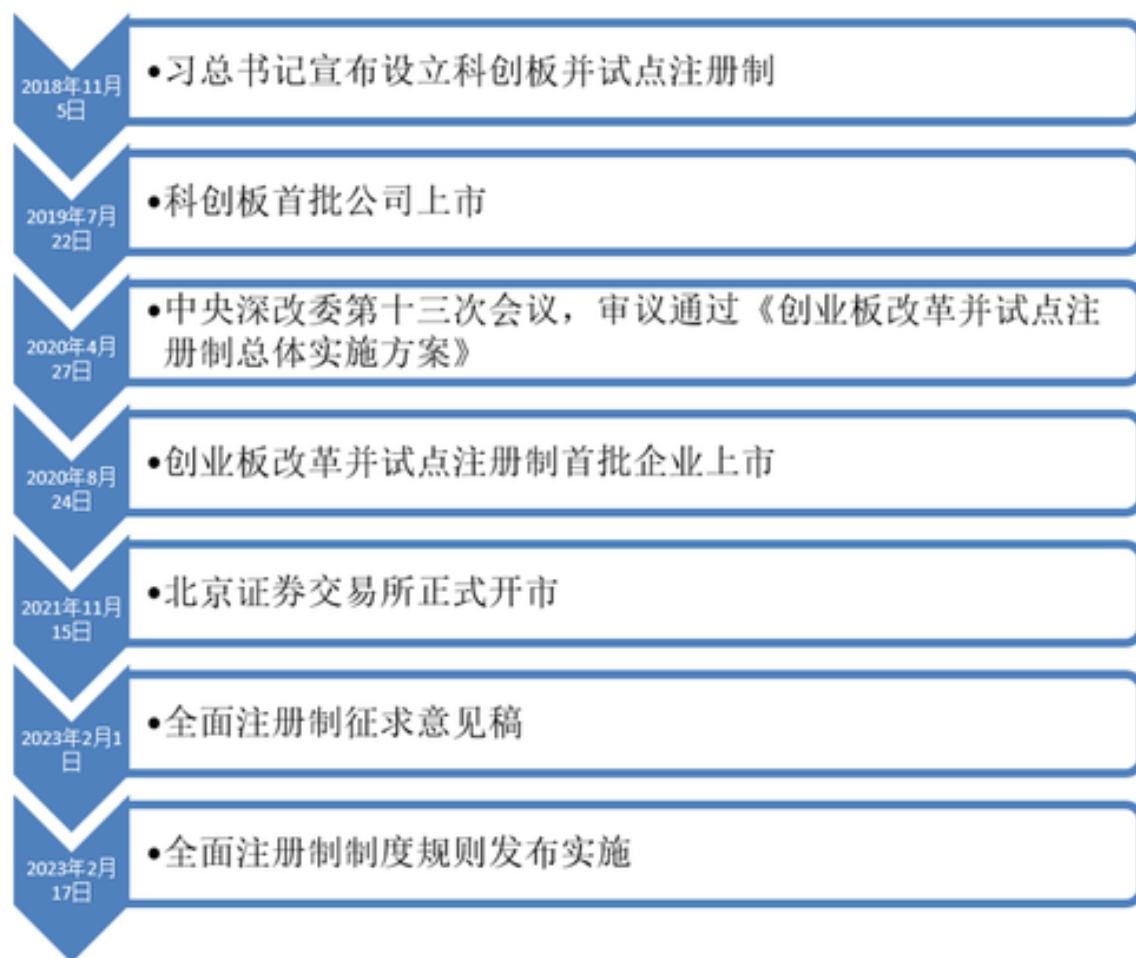 2018年11月
5日
•习总书记宣布设立科创板并试点注册制
2019年7月
22日
•科创板首批公司上市
2020年4月
27日
•中央深改委第十三次会议，审议通过《创业板改革并试点注
册制总体实施方案》
2020年8月
24日
•创业板改革并试点注册制首批企业上市
2021年11月
15日
•北京证券交易所正式开市
2023年2月1
日
•全面注册制征求意见稿
2023年2月
17日
•全面注册制制度规则发布实施